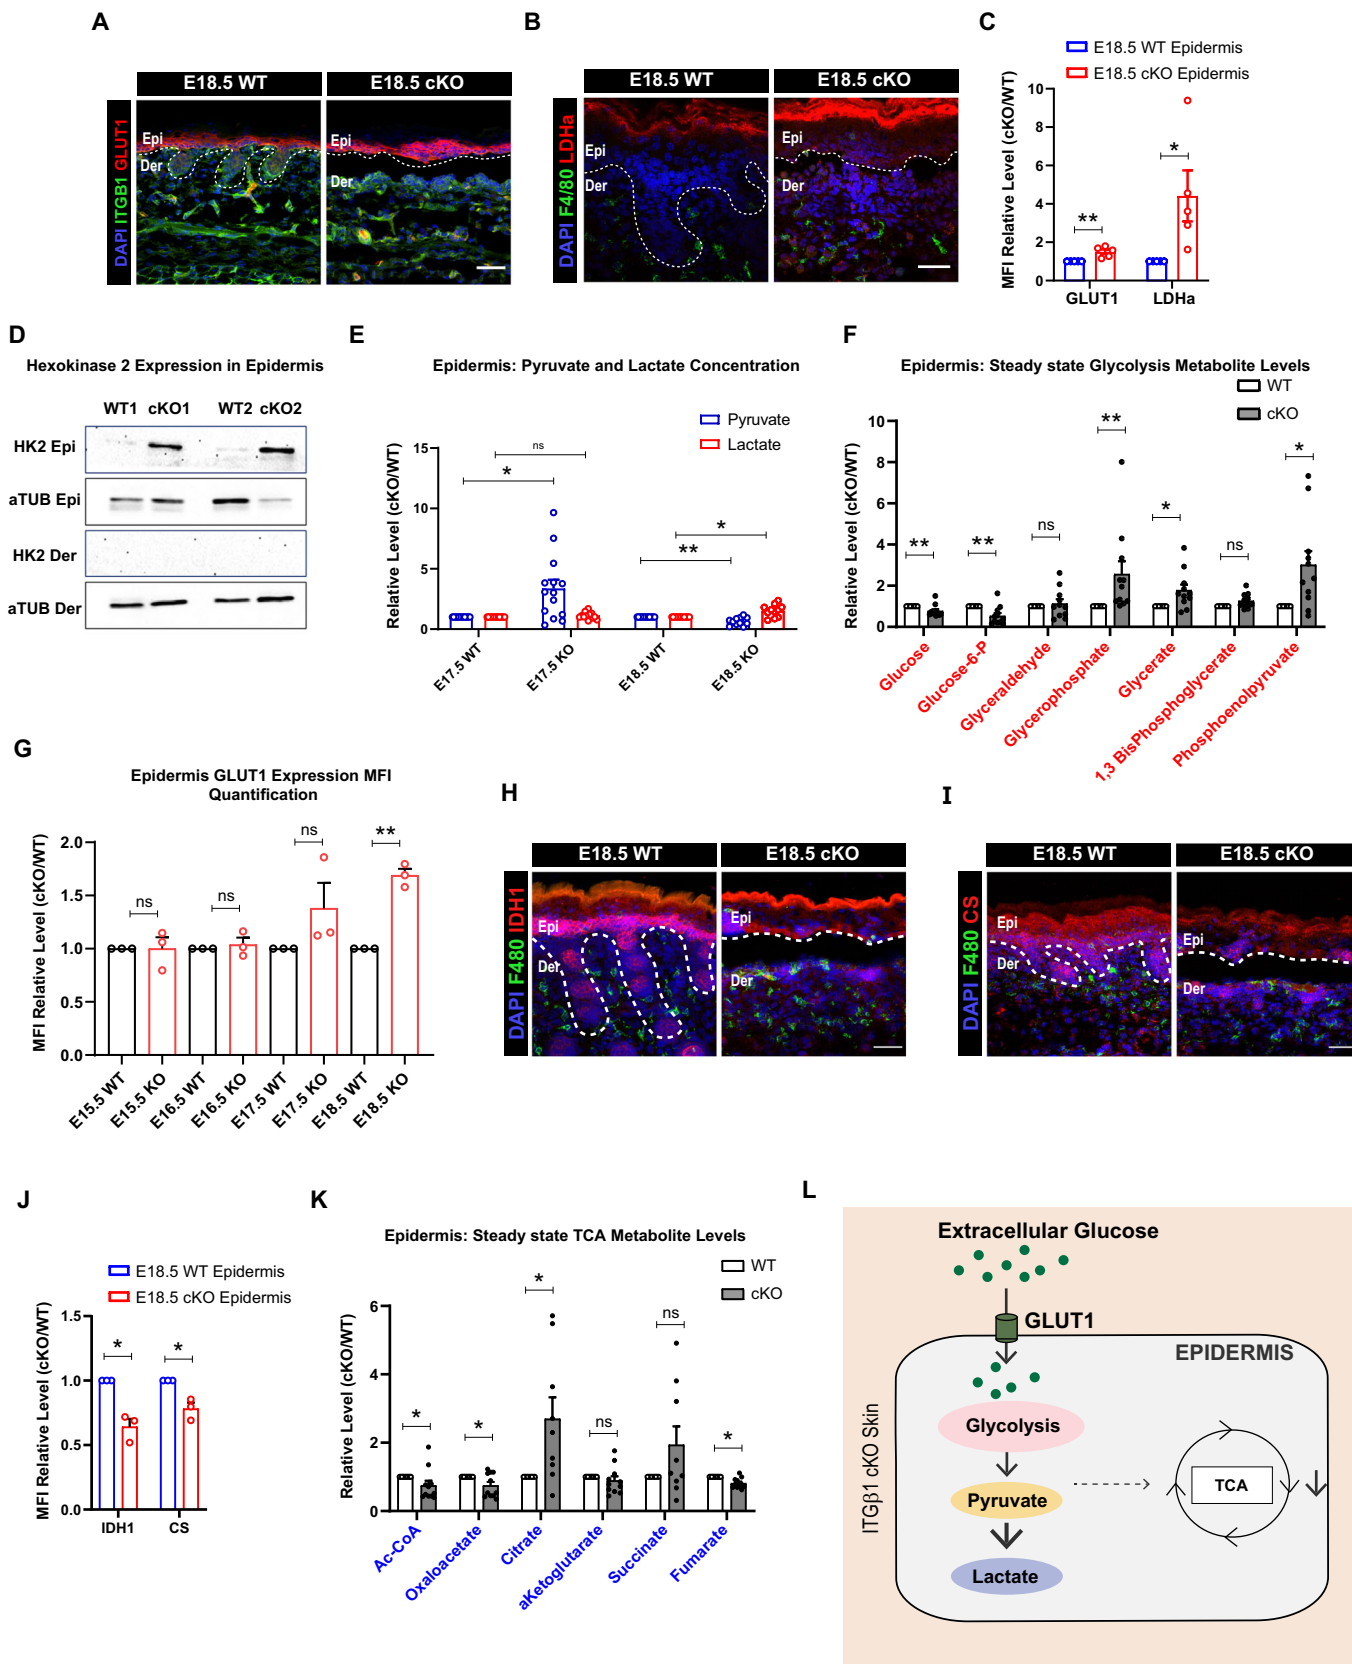 A
E18.5 WT
E18.5 cKO
DAPI ITGB1 GLUT1
Epi
Der
Epi
Der
B
E18.5 WT
E18.5 cKO
DAPI F4/80 LDHa
Epi
Der
Epi
Der
C
E18.5 WT Epidermis
E18.5 cKO Epidermis
MFI Relative Level (cKO/WT)
10
8
6
4
2
0
**
*
GLUT1
LDHa
D
Hexokinase 2 Expression in Epidermis
WT1 cKO1 WT2 cKO2
HK2 Epi
aTUB Epi
HK2 Der
aTUB Der
E
Epidermis: Pyruvate and Lactate Concentration
Pyruvate
Lactate
Relative Level (cKO/WT)
15
10
5
0
*
ns
**
*
E17.5 WT
E17.5 KO
E18.5 WT
E18.5 KO
F
Epidermis: Steady state Glycolysis Metabolite Levels
WT
cKO
Relative Level (cKO/WT)
10
8
6
4
2
0
**
**
ns
**
*
ns
*
Glucose
Glucose-6-P
Glyceraldehyde
Glycerophosphate
Glycerate
1,3 BisPhosphoglycerate
Phosphoenolpyruvate
G
Epidermis GLUT1 Expression MFI
Quantification
MFI Relative Level (cKO/WT)
2.0
1.5
1.0
0.5
0.0
ns
ns
ns
**
E15.5 WT
E15.5 KO
E16.5 WT
E16.5 KO
E17.5 WT
E17.5 KO
E18.5 WT
E18.5 KO
H
E18.5 WT
E18.5 cKO
DAPI F480 IDH1
Epi
Der
Epi
Der
I
E18.5 WT
E18.5 cKO
DAPI F480 CS
Epi
Der
Epi
Der
J
E18.5 WT Epidermis
E18.5 cKO Epidermis
MFI Relative Level (cKO/WT)
1.5
1.0
0.5
0.0
*
*
IDH1
CS
K
Epidermis: Steady state TCA Metabolite Levels
WT
cKO
Relative Level (cKO/WT)
6
4
2
0
*
*
*
ns
ns
*
Ac-CoA
Oxaloacetate
Citrate
aKetoglutarate
Succinate
Fumarate
L
Extracellular Glucose
GLUT1
EPIDERMIS
Glycolysis
Pyruvate
TCA
Lactate
ITGβ1 cKO Skin